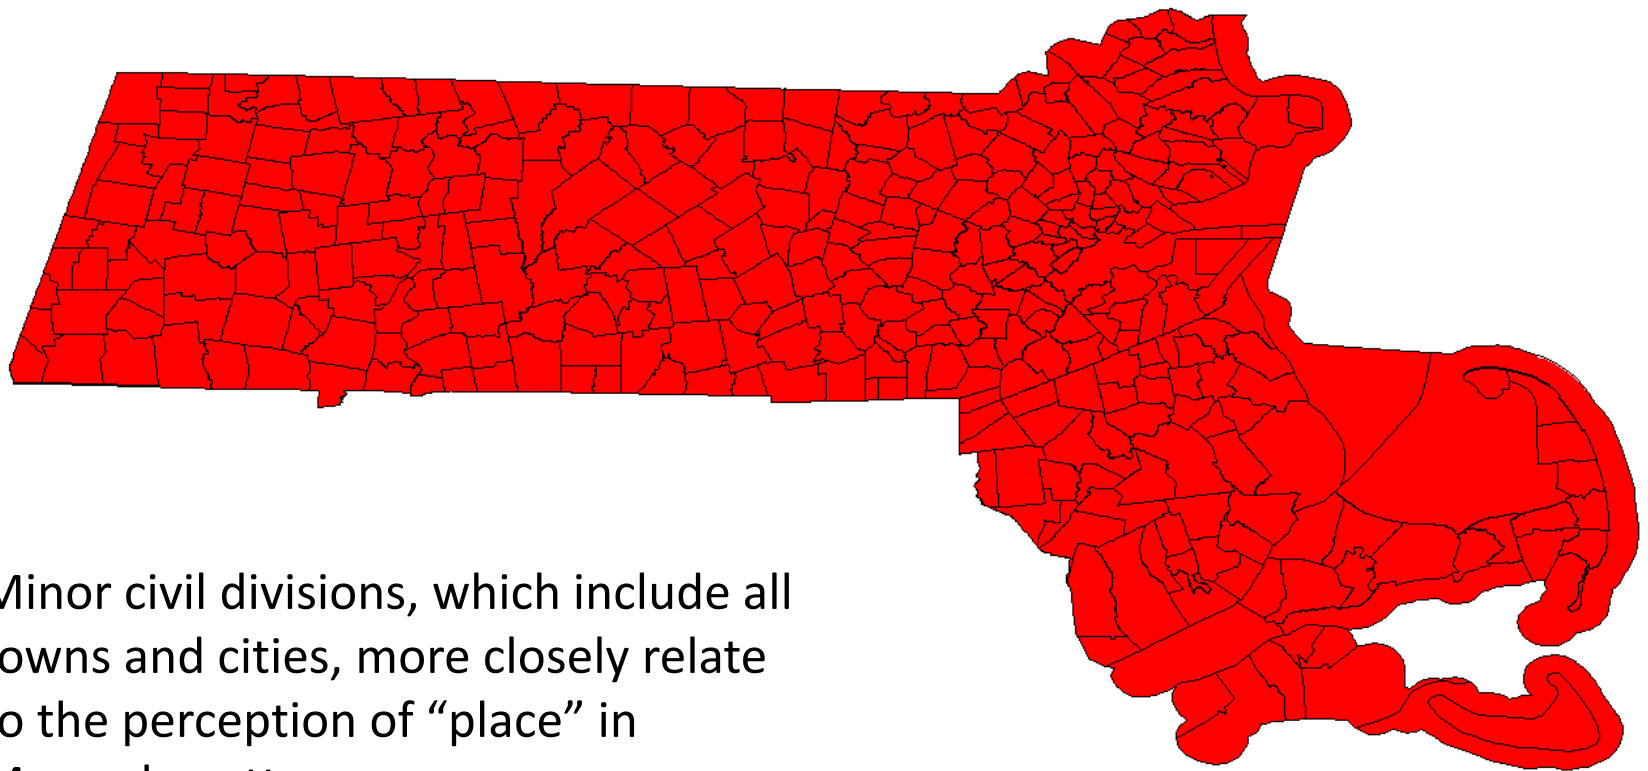 Minor civil divisions, which include all
owns and cities, more closely relate
o the perception of “place” in